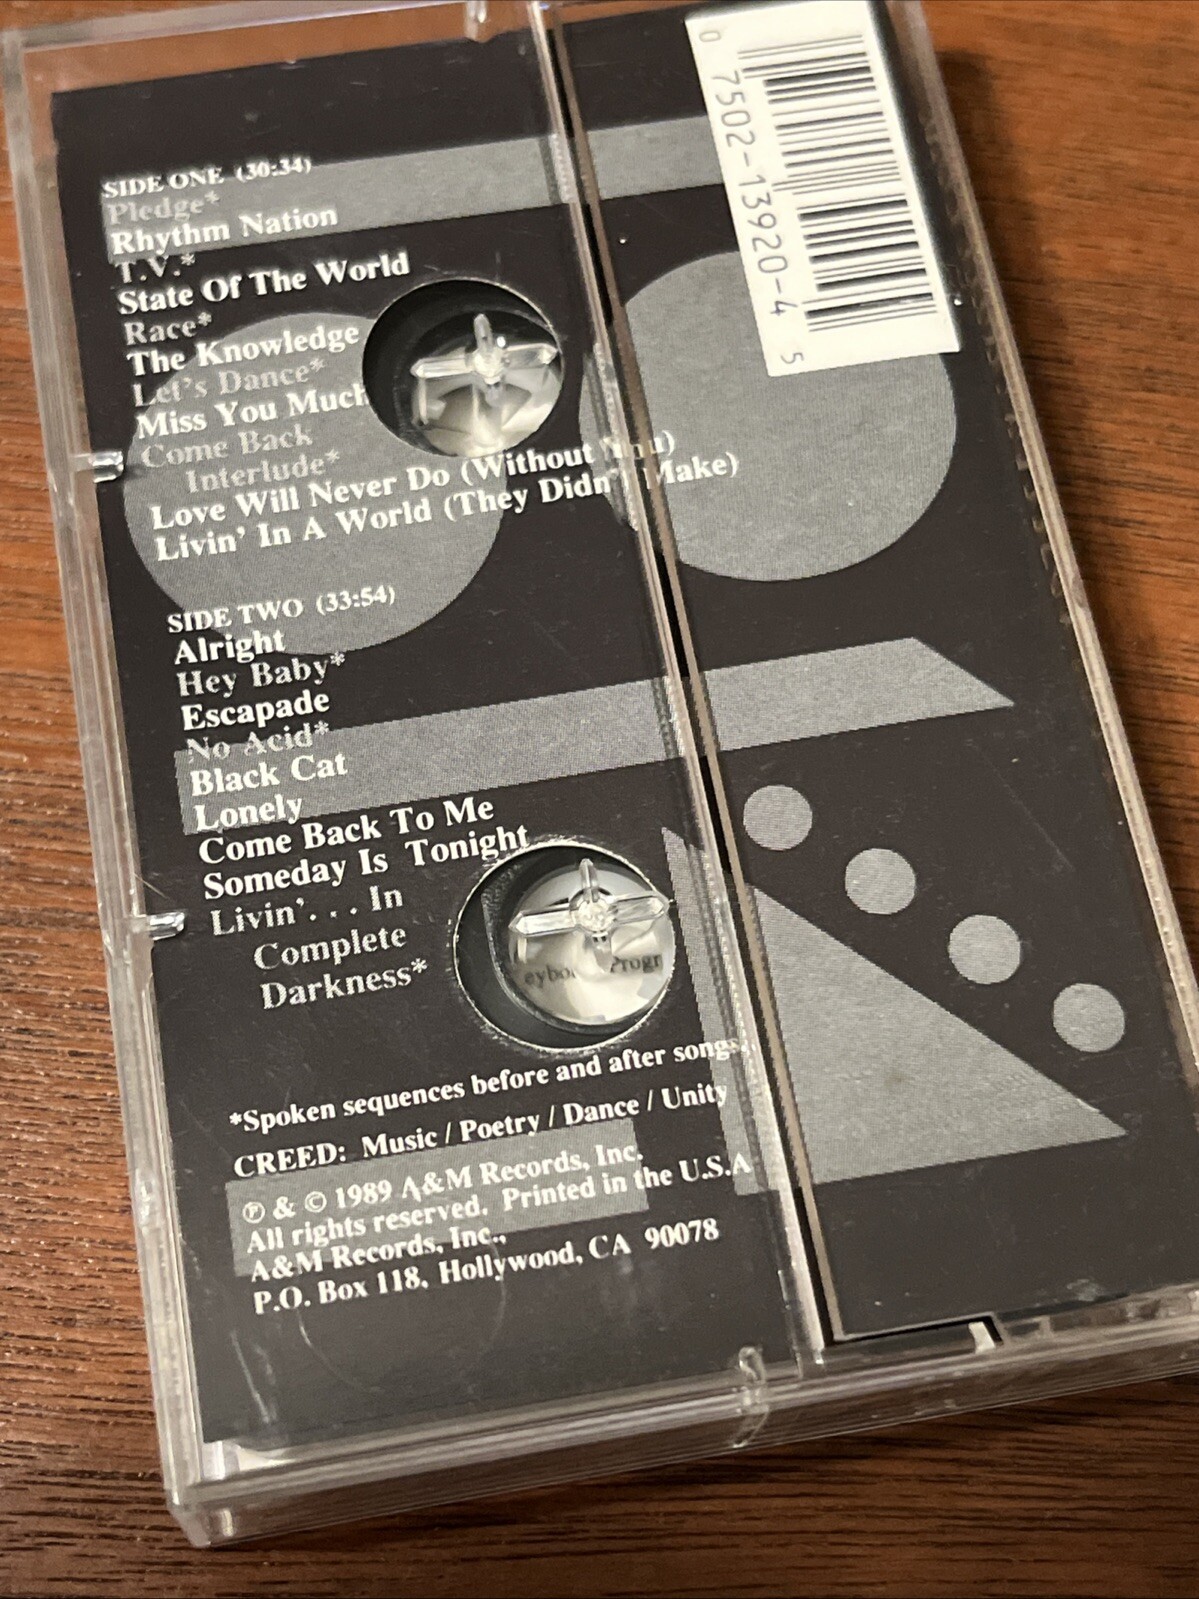 SIDE ONE (30:34)
Pledge*
Rhythm Nation
T.V.*
State Of The World
Race*
The Knowledge
Let's Dance*
Miss You Much
Come Back
Interlude*
Love Will Never Do (Without You)
Livin' In A World (They Didn't Make)
SIDE TWO (33:54)
Alright
Hey Baby*
Escapade
No Acid*
Black Cat
Lonely
Come Back To Me
Someday Is Tonight
Livin'. . . In
Complete
Darkness*
*Spoken sequences before and after songs.
CREED: Music / Poetry / Dance / Unity
℗ & © 1989 A&M Records, Inc.
All rights reserved. Printed in the U.S.A
A&M Records, Inc.,
P.O. Box 118, Hollywood, CA 90078
0 7502-13920-4 5